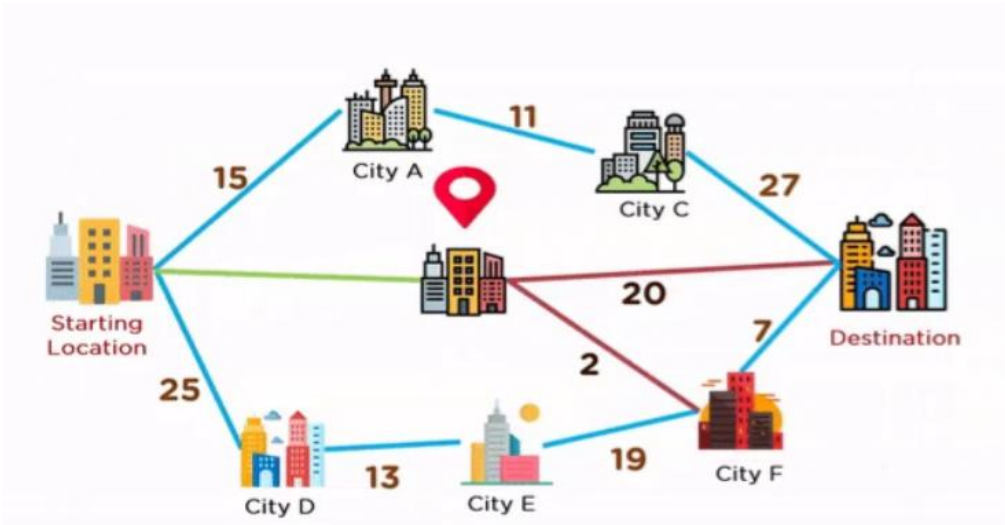 City A
11
15
27
City C
Starting
Location
20
Destination
7
2
25
19
City F
13
City D
City E